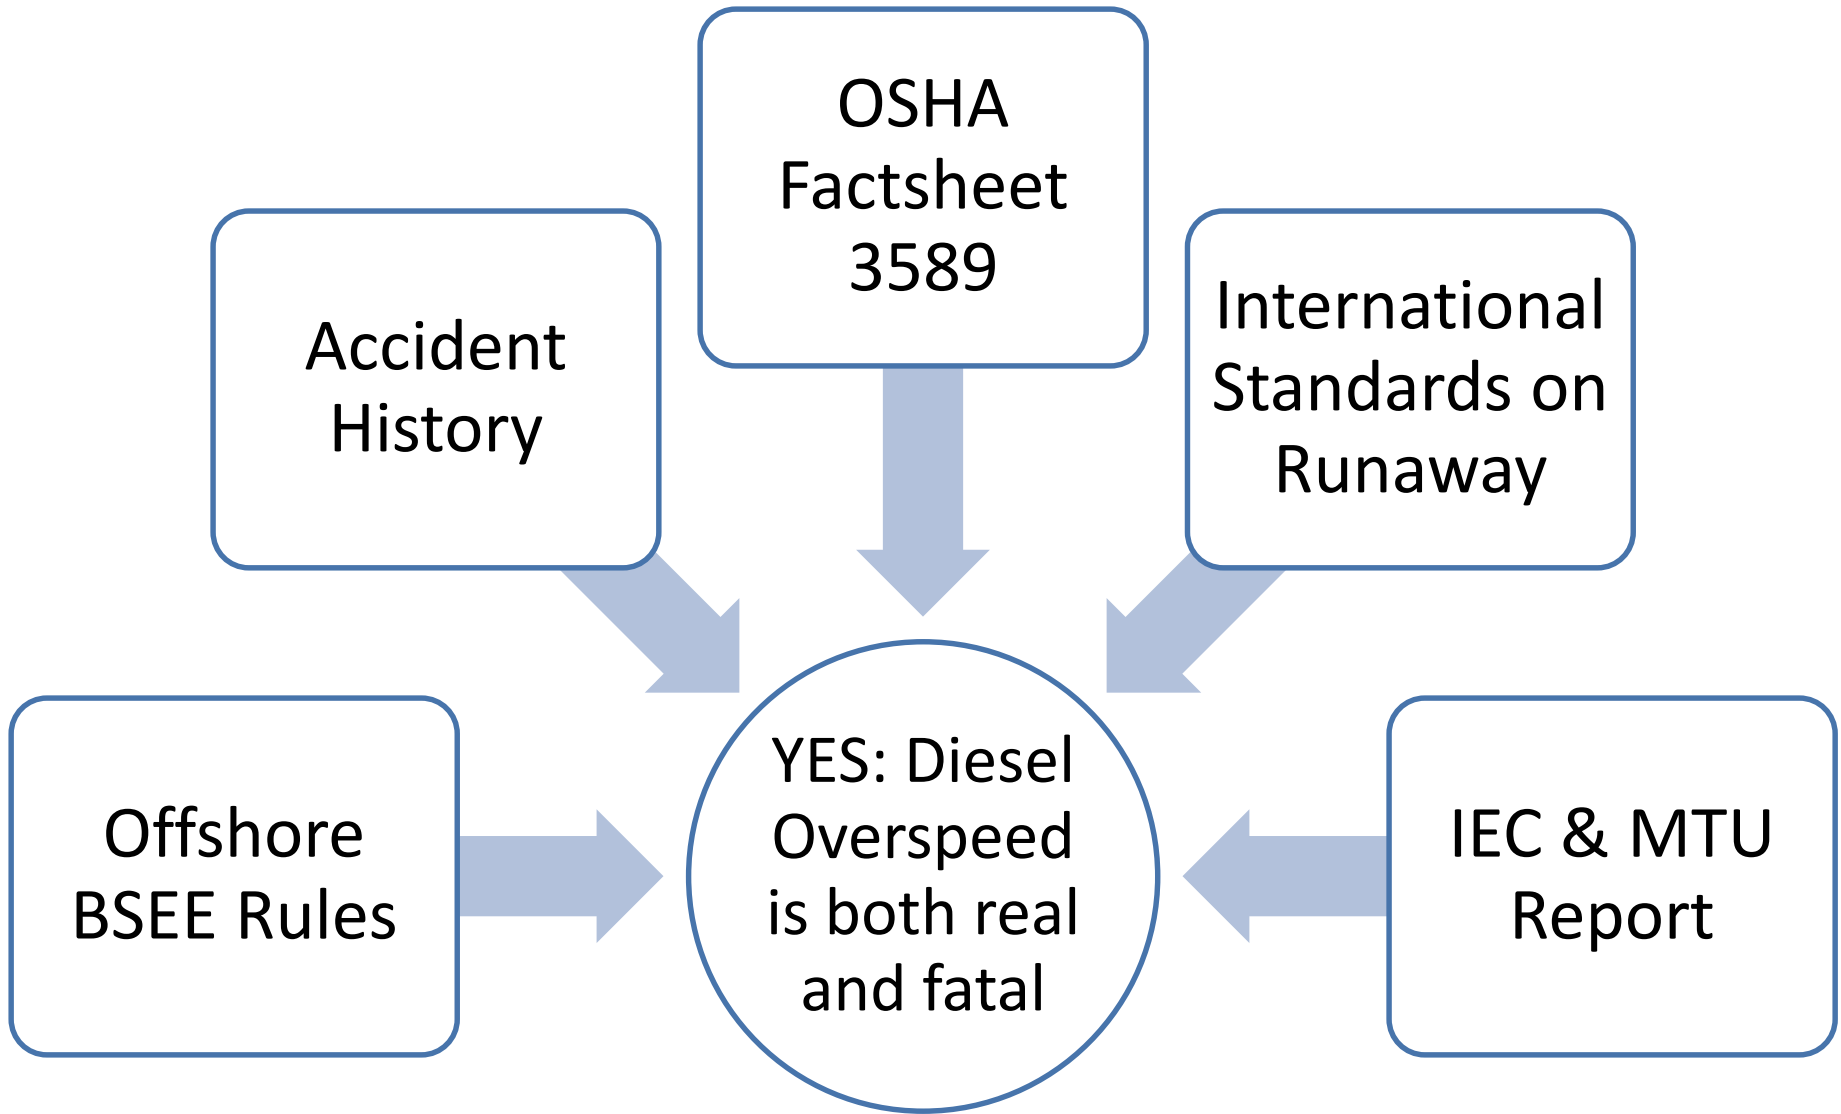 OSHA
Factsheet
3589
Accident
History
International
Standards on
Runaway
Offshore
BSEE Rules
YES: Diesel
Overspeed
is both real
and fatal
IEC & MTU
Report